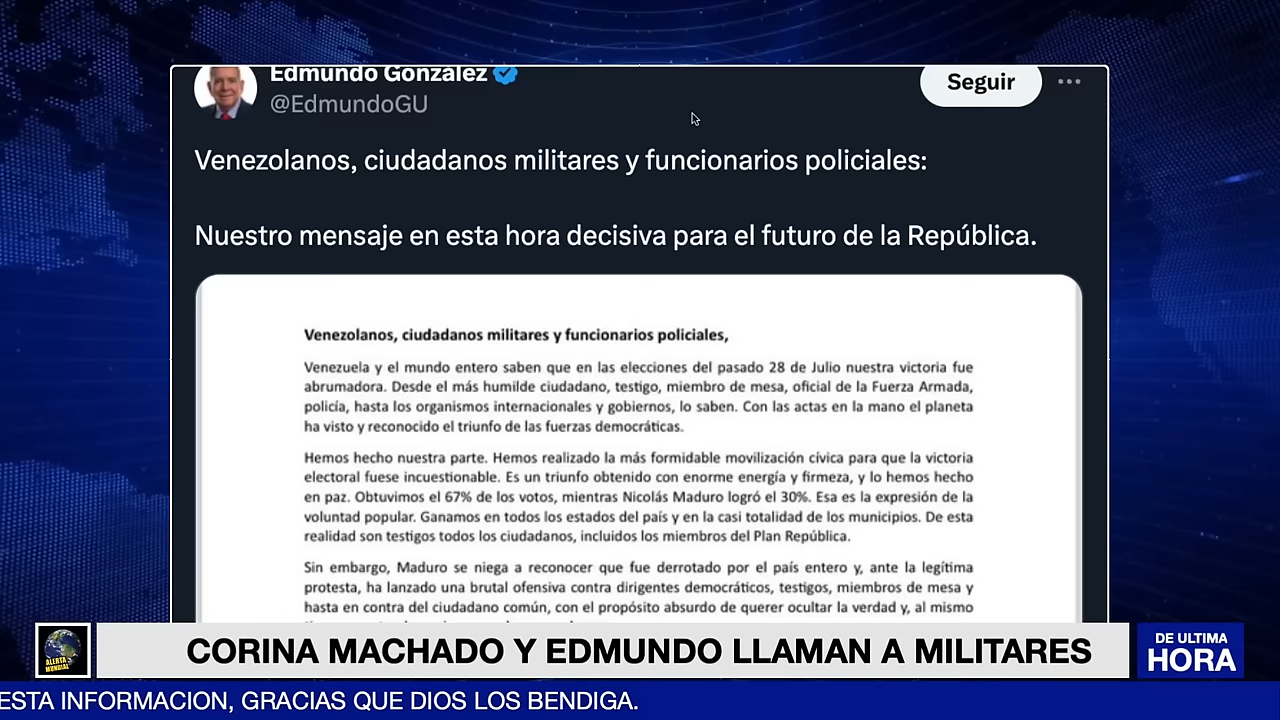 Edmundo González
@EdmundoGU
Seguir
Venezolanos, ciudadanos militares y funcionarios policiales:
Nuestro mensaje en esta hora decisiva para el futuro de la República.
Venezolanos, ciudadanos militares y funcionarios policiales,
Venezuela y el mundo entero saben que en las elecciones del pasado 28 de Julio nuestra victoria fue
abrumadora. Desde el más humilde ciudadano, testigo, miembro de mesa, oficial de la Fuerza Armada,
policía, hasta los organismos internacionales y gobiernos, lo saben. Con las actas en la mano el planeta
ha visto y reconocido el triunfo de las fuerzas democráticas.
Hemos hecho nuestra parte. Hemos realizado la más formidable movilización cívica para que la victoria
electoral fuese incuestionable. Es un triunfo obtenido con enorme energía y firmeza, y lo hemos hecho
en paz. Obtuvimos el 67% de los votos, mientras Nicolás Maduro logró el 30%. Esa es la expresión de la
voluntad popular. Ganamos en todos los estados del país y en la casi totalidad de los municipios. De esta
realidad son testigos todos los ciudadanos, incluidos los miembros del Plan República.
Sin embargo, Maduro se niega a reconocer que fue derrotado por el país entero y, ante la legítima
protesta, ha lanzado una brutal ofensiva contra dirigentes democráticos, testigos, miembros de mesa y
hasta en contra del ciudadano común, con el propósito absurdo de querer ocultar la verdad y, al mismo
ALERTA
MUNDIAL
CORINA MACHADO Y EDMUNDO LLAMAN A MILITARES
DE ULTIMA
HORA
ESTA INFORMACION, GRACIAS QUE DIOS LOS BENDIGA.